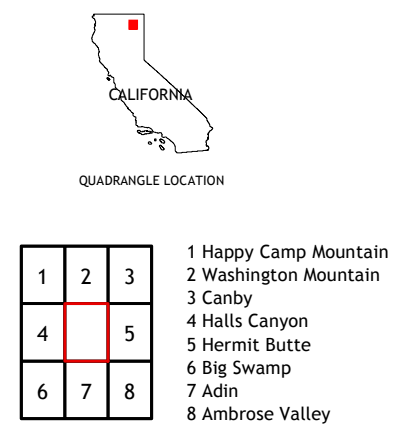 CALIFORNIA
QUADRANGLE LOCATION
1 2 3
4 5
6 7 8
1 Happy Camp Mountain
2 Washington Mountain
3 Canby
4 Halls Canyon
5 Hermit Butte
6 Big Swamp
7 Adin
8 Ambrose Valley